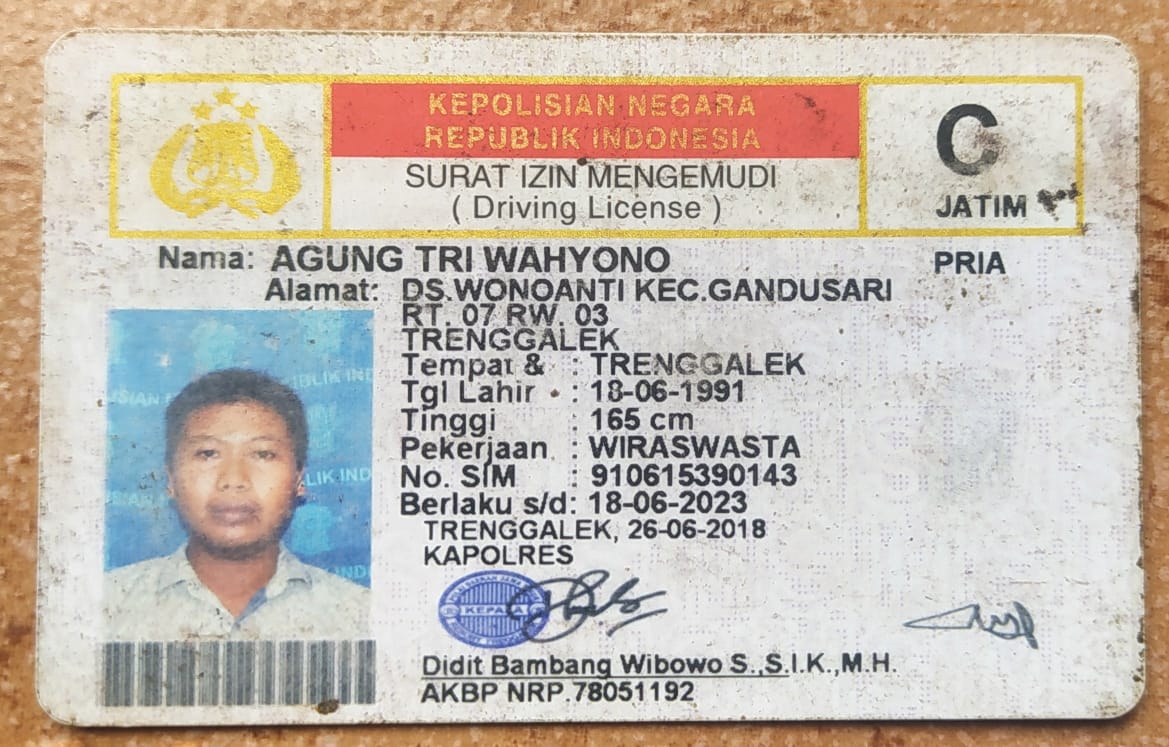 KEPOLISIAN NEGARA
REPUBLIK INDONESIA
SURAT IZIN MENGEMUDI
( Driving License )
C
JATIM
Nama: AGUNG TRI WAHYONO
PRIA
Alamat: DS.WONOANTI KEC.GANDUSARI
RT. 07 RW. 03
TRENGGALEK
Tempat & : TRENGGALEK
Tgl Lahir : 18-06-1991
Tinggi : 165 cm
Pekerjaan : WIRASWASTA
No. SIM : 910615390143
Berlaku s/d: 18-06-2023
TRENGGALEK, 26-06-2018
KAPOLRES
KEPALA
Didit Bambang Wibowo S.,S.I.K.,M.H.
AKBP NRP.78051192